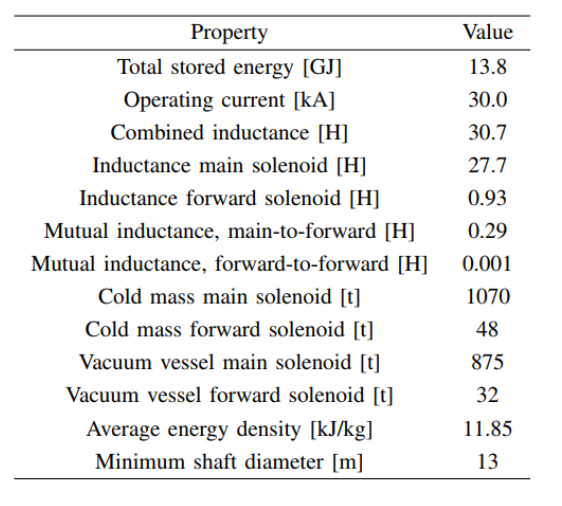 Property Value
Total stored energy [GJ] 13.8
Operating current [kA] 30.0
Combined inductance [H] 30.7
Inductance main solenoid [H] 27.7
Inductance forward solenoid [H] 0.93
Mutual inductance, main-to-forward [H] 0.29
Mutual inductance, forward-to-forward [H] 0.001
Cold mass main solenoid [t] 1070
Cold mass forward solenoid [t] 48
Vacuum vessel main solenoid [t] 875
Vacuum vessel forward solenoid [t] 32
Average energy density [kJ/kg] 11.85
Minimum shaft diameter [m] 13